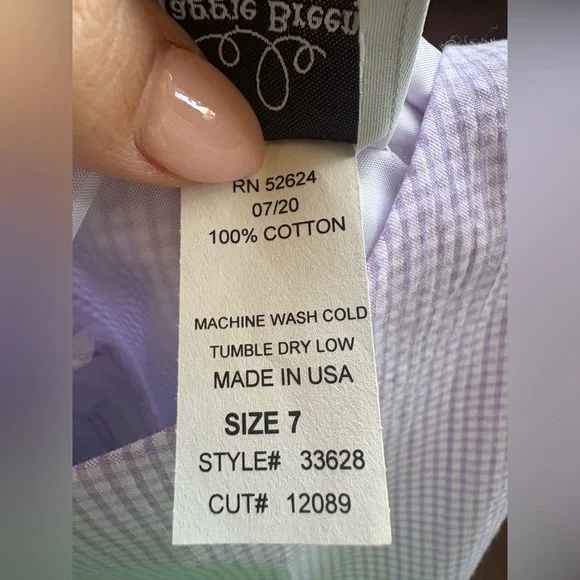 RN 52624
07/20
100% COTTON
MACHINE WASH COLD
TUMBLE DRY LOW
MADE IN USA
SIZE 7
STYLE# 33628
CUT# 12089